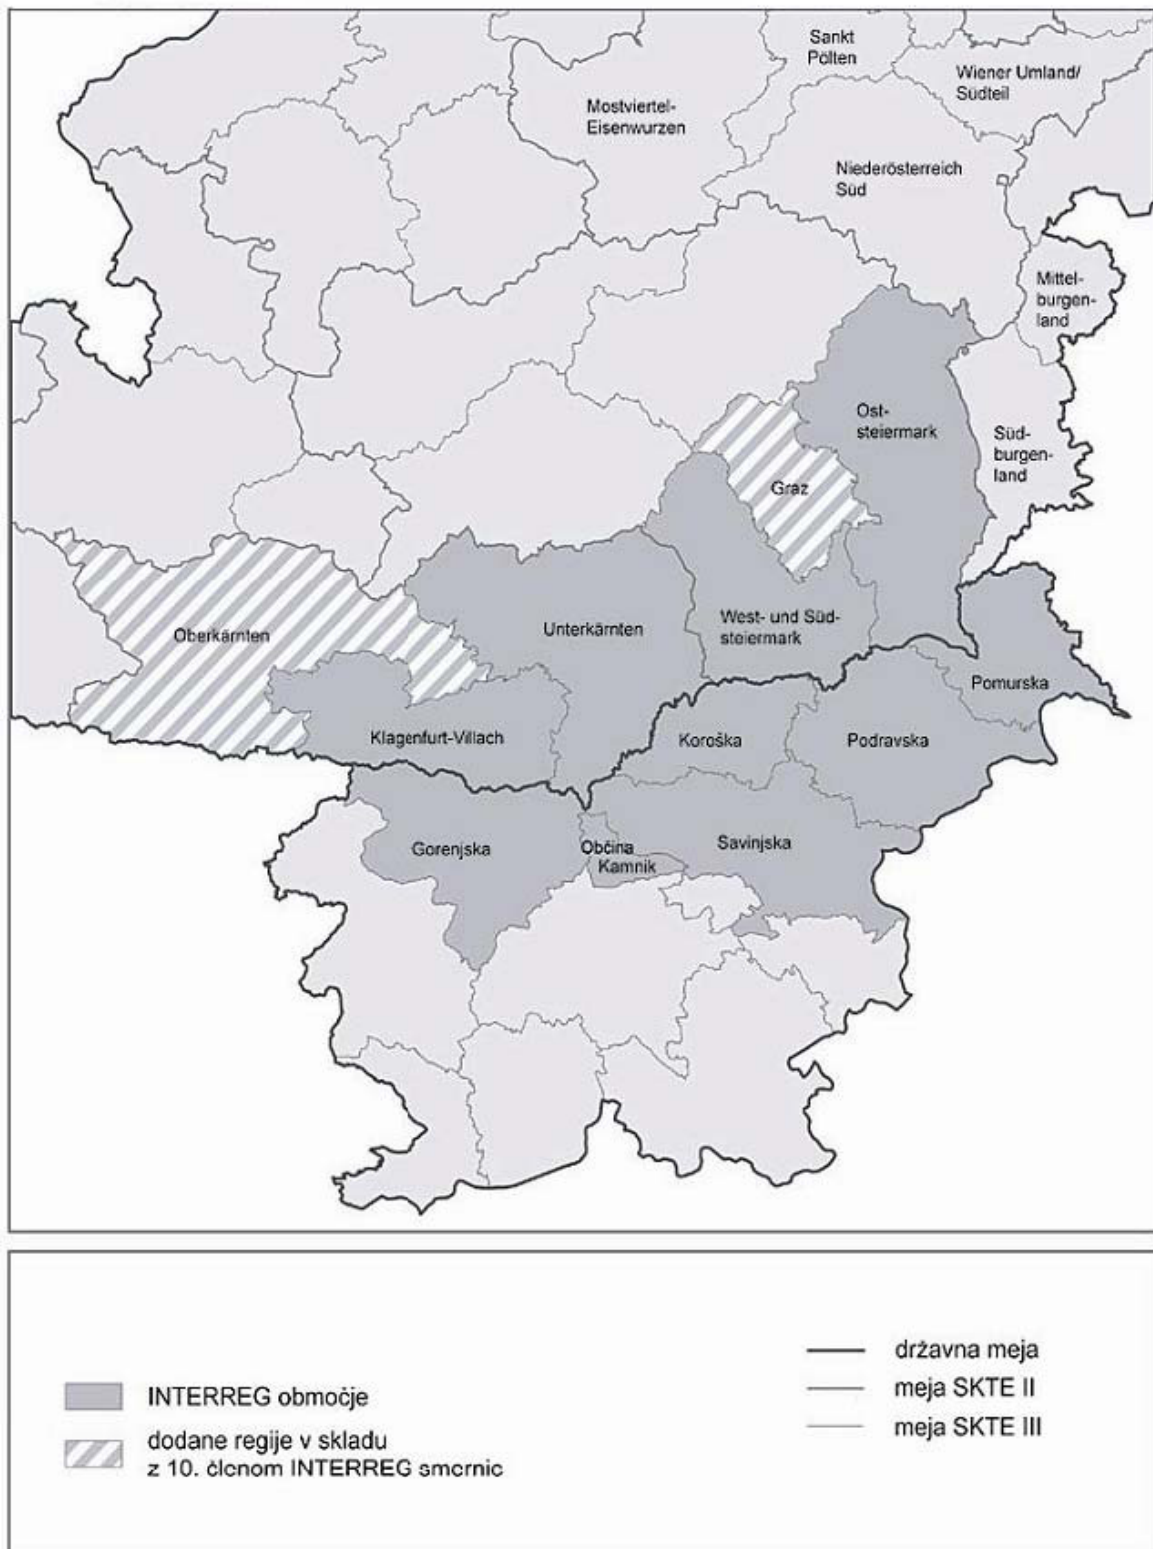 Sankt
Pölten
Wiener Umland/
Südteil
Mostviertel-
Eisenwurzen
Niederösterreich
Süd
Mittel-
burgen-
land
Ost-
steiermark
Süd-
burgen-
land
Graz
Oberkärnten
Unterkärnten
West- und Süd-
steiermark
Pomurska
Klagenfurt-Villach
Koroška
Podravska
Gorenjska
Občina
Kamnik
Savinjska
INTERREG območje
dodane regije v skladu
z 10. členom INTERREG smernic
državna meja
meja SKTE II
meja SKTE III